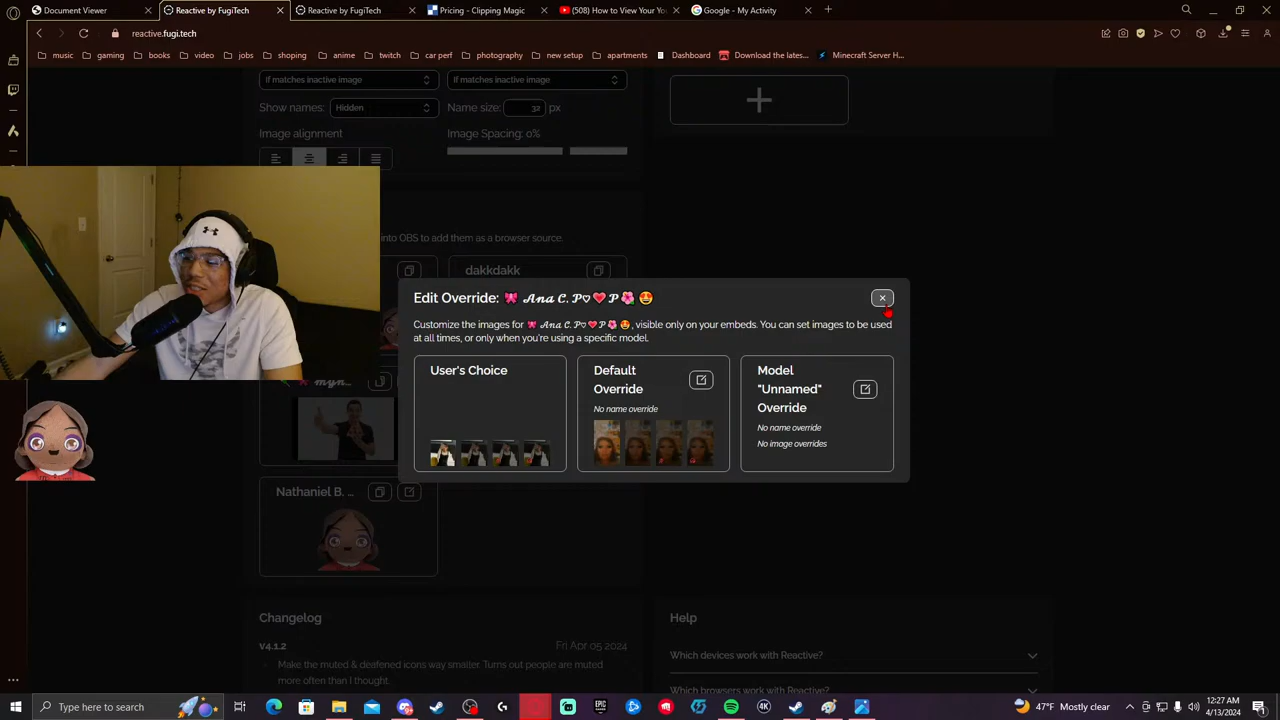 Document Viewer
Reactive by FugiTech
Reactive by FugiTech
Pricing - Clipping Magic
(508) How to View Your Yo
Google - My Activity
reactive.fugi.tech
music
gaming
books
video
jobs
shoping
anime
twitch
car perf
photography
new setup
apartments
Dashboard
Download the lates...
Minecraft Server H...
If matches inactive image
If matches inactive image
Show names: Hidden
Name size: 32 px
Image alignment
Image Spacing: 0%
into OBS to add them as a browser source.
dakkdakk
Edit Override: 🎀 𝓐𝓷𝓪 𝓒. 𝓟♡❤️𝓟🌺😍
Customize the images for 🎀 𝓐𝓷𝓪 𝓒. 𝓟♡❤️𝓟🌺😍, visible only on your embeds. You can set images to be used
at all times, or only when you're using a specific model.
User's Choice
Default
Override
No name override
Model
"Unnamed"
Override
No name override
No image overrides
Nathaniel B. ...
Changelog
v4.1.2
Fri Apr 05 2024
Make the muted & deafened icons way smaller. Turns out people are muted
more often than I thought.
Help
Which devices work with Reactive?
Which browsers work with Reactive?
Type here to search
47°F Mostly clear
12:27 AM
4/13/2024